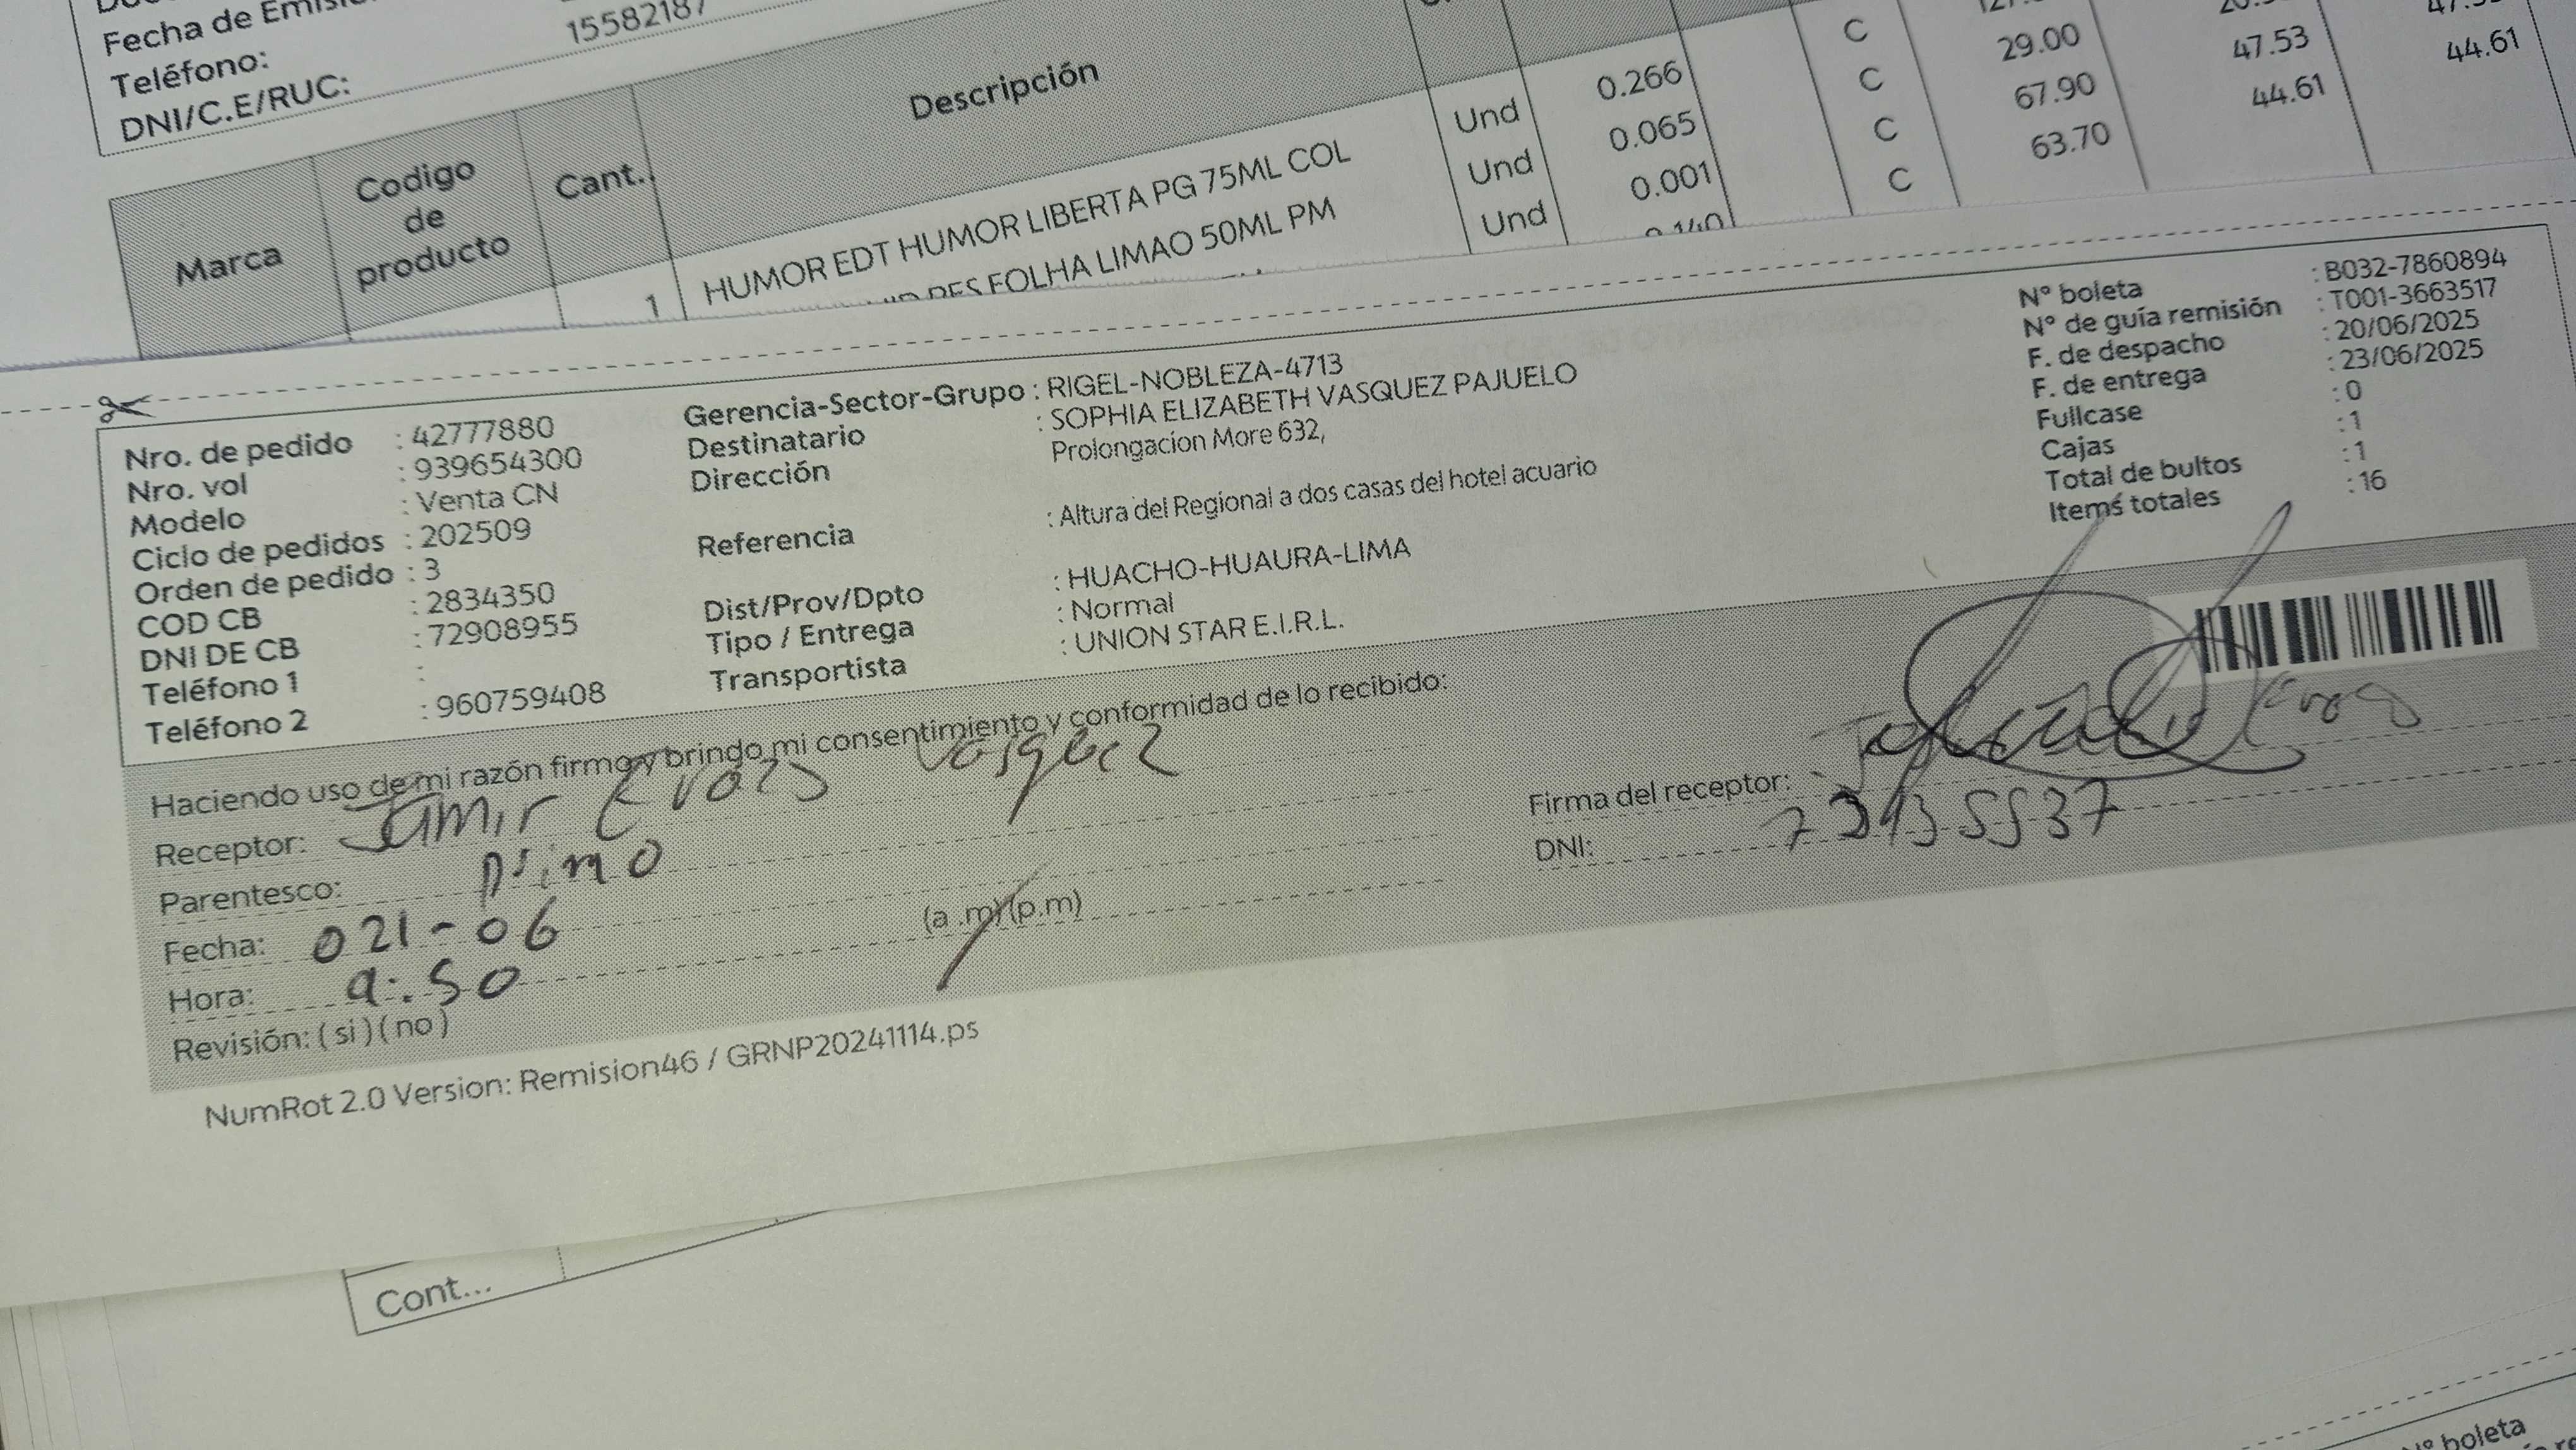 Fecha de Emisi
Teléfono:
15582187
DNI/C.E/RUC:
Marca Codigo de producto Cant.. Descripción
C
Und 0.266 C 29.00 47.53 44.61
Und 0.065 C 67.90 44.61
Und 0.001 C 63.70
1 HUMOR EDT HUMOR LIBERTA PG 75ML COL
RES FOLHA LIMAO 50ML PM
Nro. de pedido : 42777880
Nro. vol : 939654300
Modelo : Venta CN
Ciclo de pedidos : 202509
Orden de pedido : 3
COD CB : 2834350
DNI DE CB : 72908955
Teléfono 1 :
Teléfono 2 : 960759408
Gerencia-Sector-Grupo : RIGEL-NOBLEZA-4713
Destinatario : SOPHIA ELIZABETH VASQUEZ PAJUELO
Dirección Prolongacion More 632,
Referencia : Altura del Regional a dos casas del hotel acuario
Dist/Prov/Dpto : HUACHO-HUAURA-LIMA
Tipo / Entrega : Normal
Transportista : UNION STAR E.I.R.L.
N° boleta : B032-7860894
N° de guía remisión : T001-3663517
F. de despacho : 20/06/2025
F. de entrega : 23/06/2025
Fullcase : 0
Cajas : 1
Total de bultos : 1
Items totales : 16
Haciendo uso de mi razón firmo y brindo mi consentimiento y conformidad de lo recibido:
Receptor: Vasquez
Parentesco: primo
Fecha: 021-06
Hora: 9:50 (a .m) (p.m)
Revisión: ( si ) ( no )
Firma del receptor:
DNI:
NumRot 2.0 Version: Remision46 / GRNP20241114.ps
Cont...
N° boleta